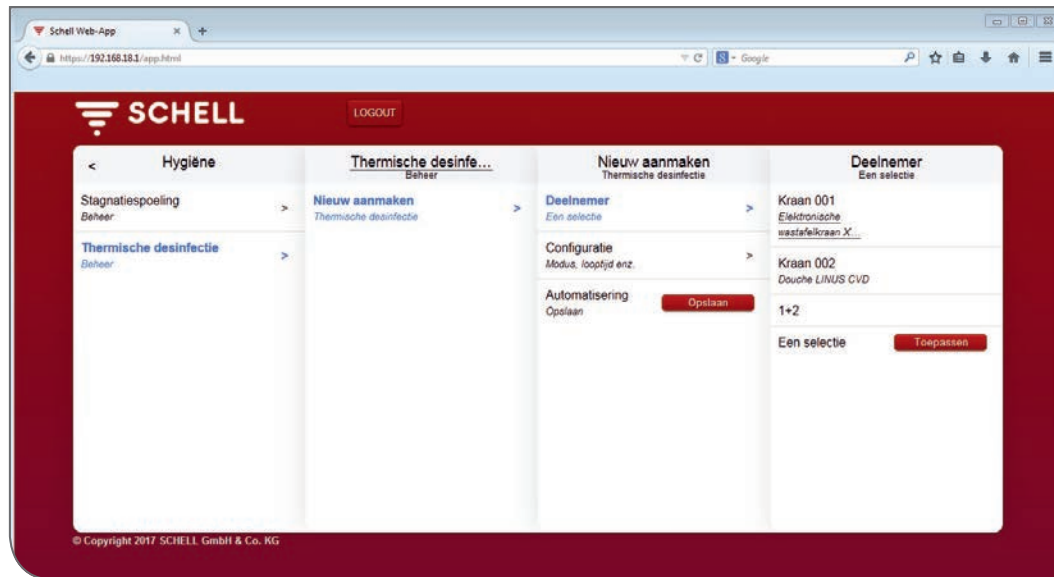 Schell Web-App
https://192.168.18.1/app.html
Google
SCHELL
LOGOUT
< Hygiëne
Stagnatiespoeling >
Beheer
Thermische desinfectie >
Beheer
Thermische desinfe...
Beheer
Nieuw aanmaken >
Thermische desinfectie
Nieuw aanmaken
Thermische desinfectie
Deelnemer >
Een selectie
Configuratie >
Modus, looptijd enz.
Automatisering Opslaan
Opslaan
Deelnemer
Een selectie
Kraan 001
Elektronische
wastafelkraan X...
Kraan 002
Douche LINUS CVD
1+2
Een selectie Toepassen
© Copyright 2017 SCHELL GmbH & Co. KG